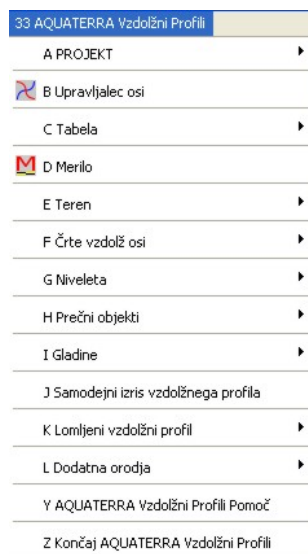 33 AQUATERRA Vzdolžni Profili
A PROJEKT
B Upravljalec osi
C Tabela
M D Merilo
E Teren
F Črte vzdolž osi
G Niveleta
H Prečni objekti
I Gladine
J Samodejni izris vzdolžnega profila
K Lomljeni vzdolžni profil
L Dodatna orodja
Y AQUATERRA Vzdolžni Profili Pomoč
Z Končaj AQUATERRA Vzdolžni Profili